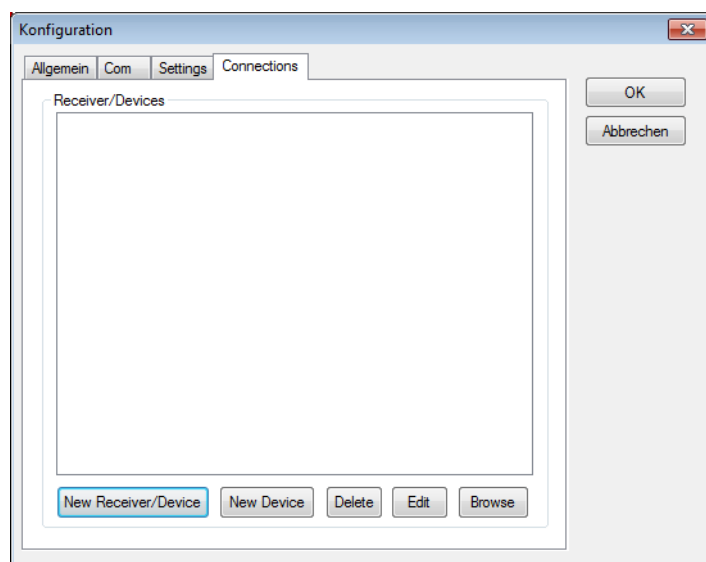 Konfiguration
Allgemein Com Settings Connections
Receiver/Devices
OK
Abbrechen
New Receiver/Device New Device Delete Edit Browse